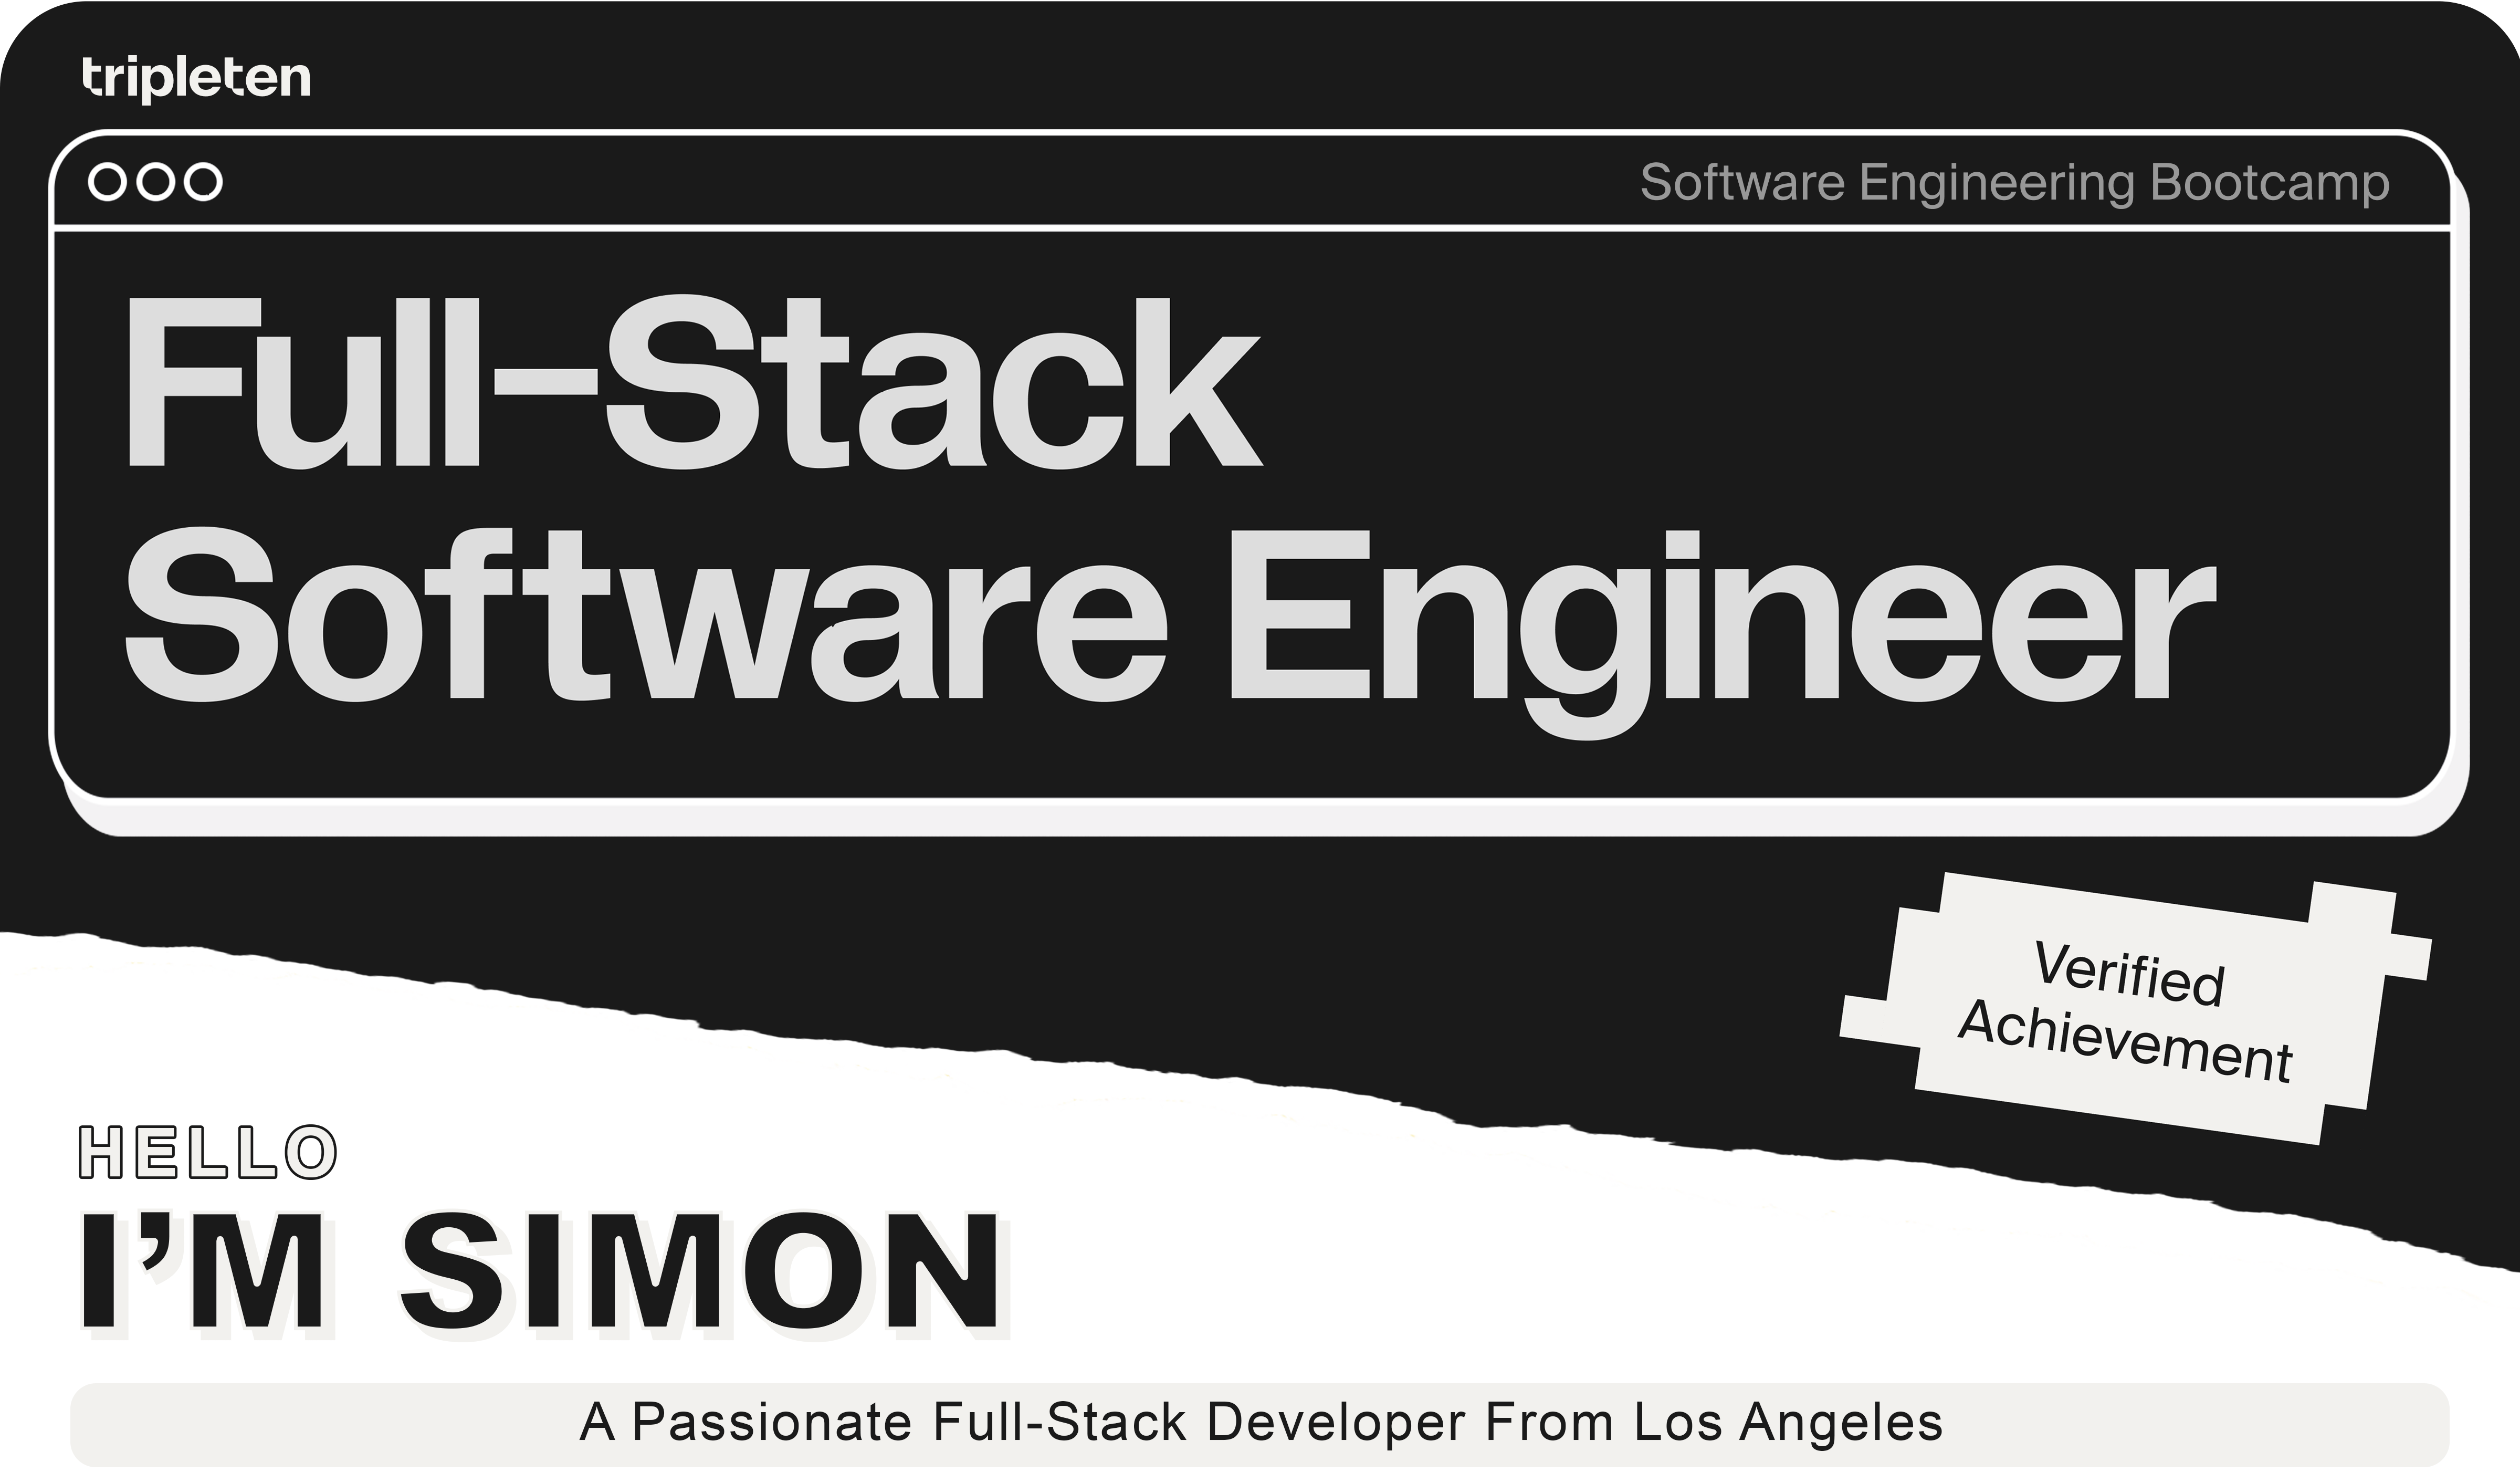 tripleten
Software Engineering Bootcamp
Full–Stack
Software Engineer
Verified
Achievement
HELLO
I’M SIMON
A Passionate Full-Stack Developer From Los Angeles